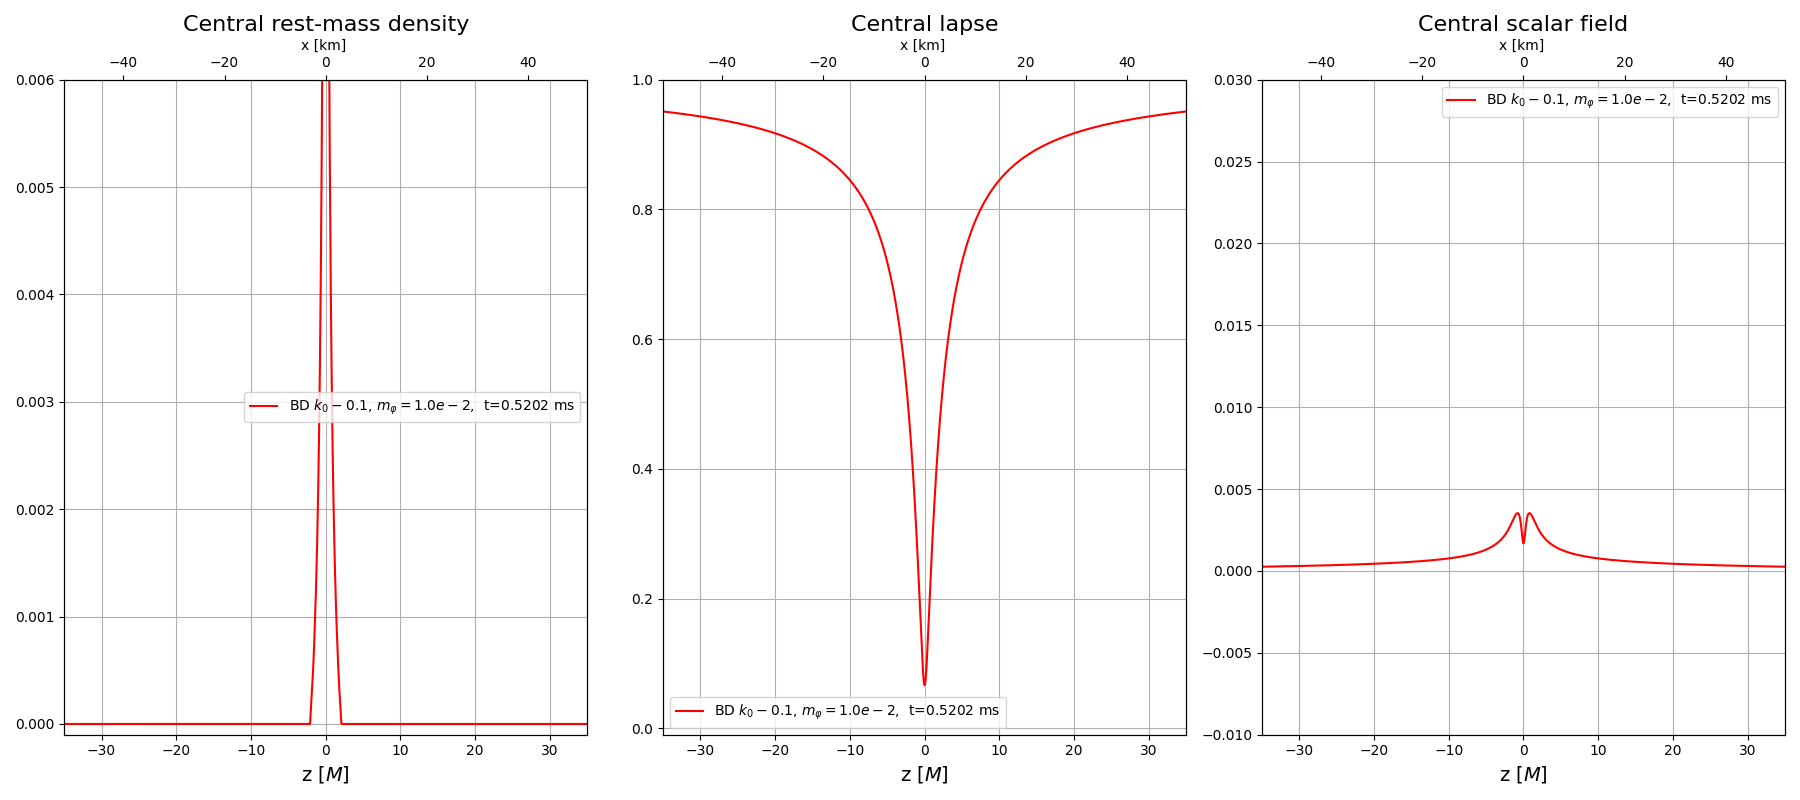 Central rest-mass density
x [km]
−40 −20 0 20 40
0.006
0.005
0.004
0.003
0.002
0.001
0.000
BD k₀ − 0.1, mᵩ = 1.0e − 2, t=0.5202 ms
−30 −20 −10 0 10 20 30
z [M]
Central lapse
x [km]
−40 −20 0 20 40
1.0
0.8
0.6
0.4
0.2
0.0
BD k₀ − 0.1, mᵩ = 1.0e − 2, t=0.5202 ms
−30 −20 −10 0 10 20 30
z [M]
Central scalar field
x [km]
−40 −20 0 20 40
BD k₀ − 0.1, mᵩ = 1.0e − 2, t=0.5202 ms
0.030
0.025
0.020
0.015
0.010
0.005
0.000
−0.005
−0.010
−30 −20 −10 0 10 20 30
z [M]